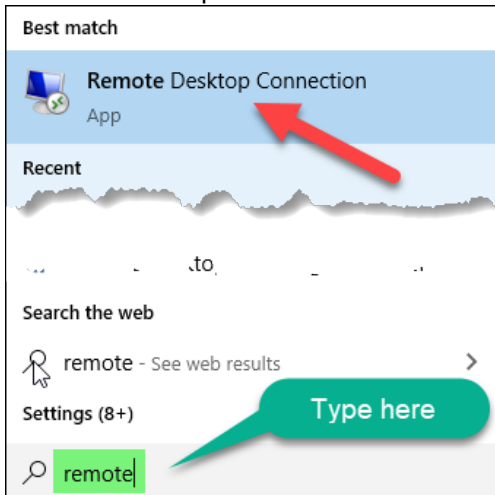 Best match
Remote Desktop Connection
App
Recent
Search the web
remote - See web results
Settings (8+)
Type here
remote